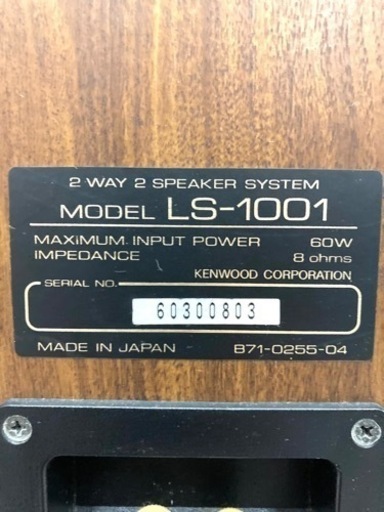 2 WAY 2 SPEAKER SYSTEM
MODEL LS-1001
MAXIMUM INPUT POWER 60W
IMPEDANCE 8 ohms
KENWOOD CORPORATION
SERIAL NO.
60300803
MADE IN JAPAN B71-0255-04